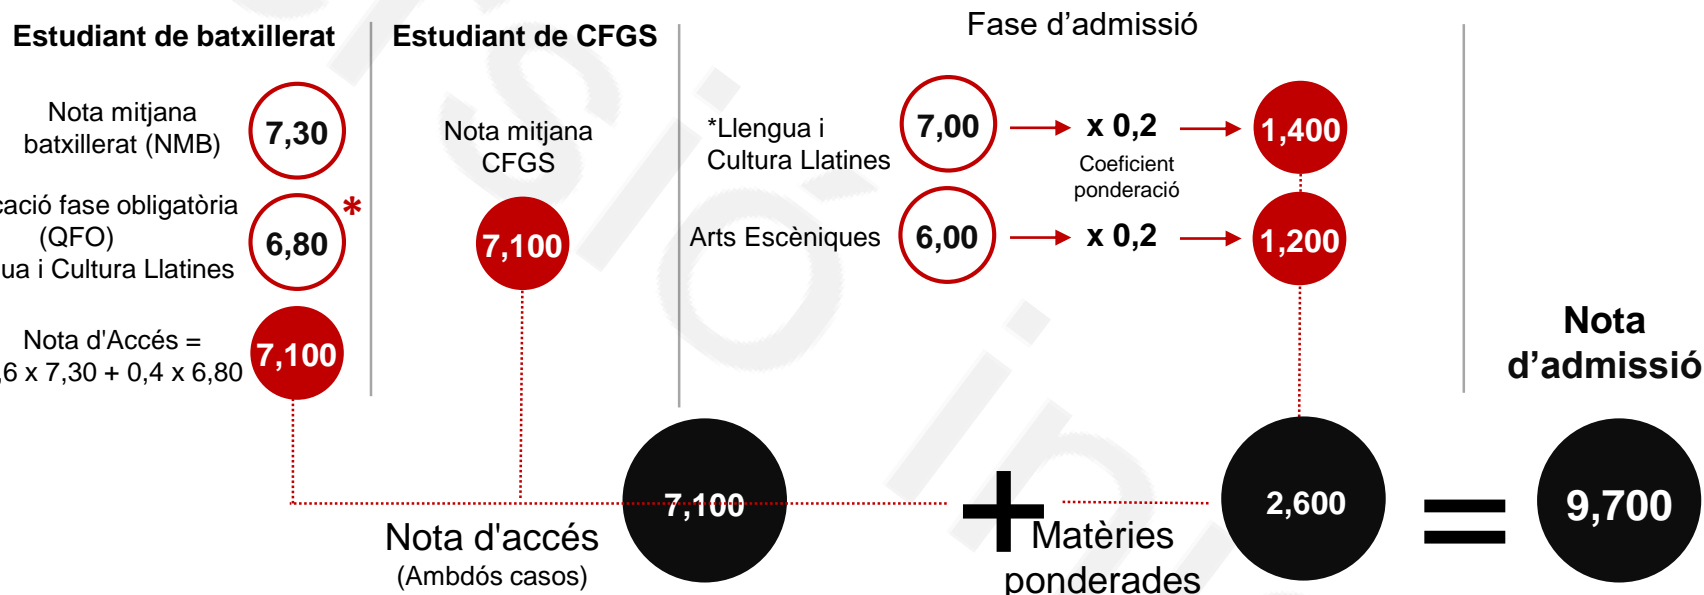 Estudiant de batxillerat
Nota mitjana
batxillerat (NMB)
7,30
cació fase obligatòria
(QFO)
ua i Cultura Llatines
6,80
*
Nota d'Accés =
,6 x 7,30 + 0,4 x 6,80
7,100
Estudiant de CFGS
Nota mitjana
CFGS
7,100
Fase d’admissió
*Llengua i
Cultura Llatines
7,00
x 0,2
1,400
Coeficient
ponderació
Arts Escèniques
6,00
x 0,2
1,200
Nota
d’admissió
7,100
Nota d'accés
(Ambdós casos)
+
Matèries
ponderades
2,600
=
9,700